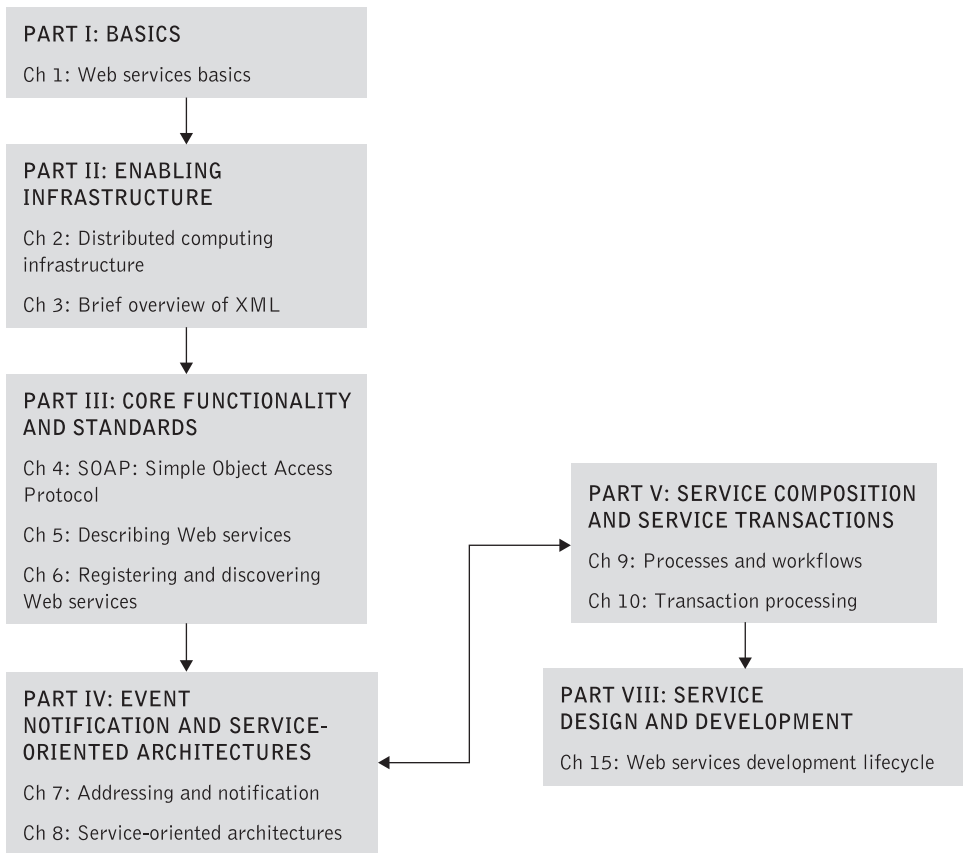 PART I: BASICS
Ch 1: Web services basics
PART II: ENABLING
INFRASTRUCTURE
Ch 2: Distributed computing
infrastructure
Ch 3: Brief overview of XML
PART III: CORE FUNCTIONALITY
AND STANDARDS
Ch 4: SOAP: Simple Object Access
Protocol
Ch 5: Describing Web services
Ch 6: Registering and discovering
Web services
PART IV: EVENT
NOTIFICATION AND SERVICE-
ORIENTED ARCHITECTURES
Ch 7: Addressing and notification
Ch 8: Service-oriented architectures
PART V: SERVICE COMPOSITION
AND SERVICE TRANSACTIONS
Ch 9: Processes and workflows
Ch 10: Transaction processing
PART VIII: SERVICE
DESIGN AND DEVELOPMENT
Ch 15: Web services development lifecycle